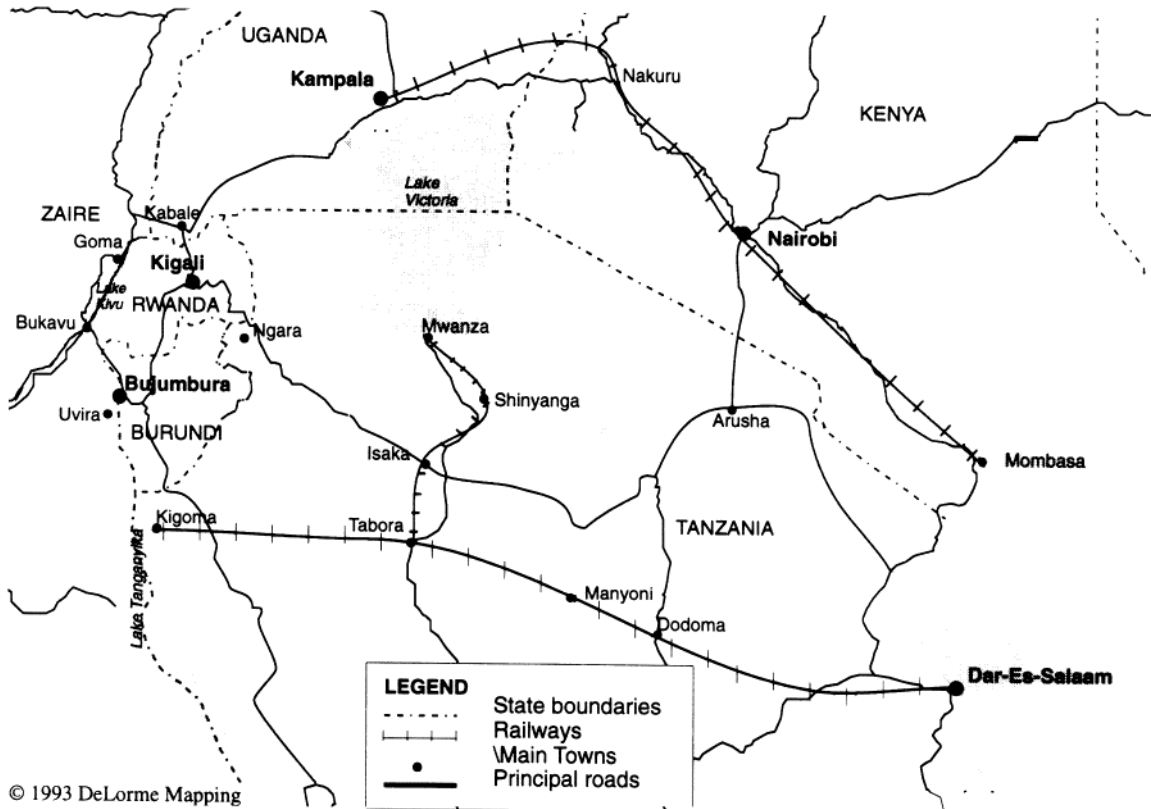 UGANDA
Kampala
Nakuru
KENYA
Lake
Victoria
ZAIRE
Kabale
Goma
Kigali
Nairobi
Lake
Kivu
RWANDA
Bukavu
Ngara
Mwanza
Bujumbura
Shinyanga
Uvira
Arusha
BURUNDI
Isaka
Mombasa
Kigoma
Tabora
TANZANIA
Lake Tanganyika
Manyoni
Dodoma
Dar-Es-Salaam
LEGEND
State boundaries
Railways
\Main Towns
Principal roads
© 1993 DeLorme Mapping